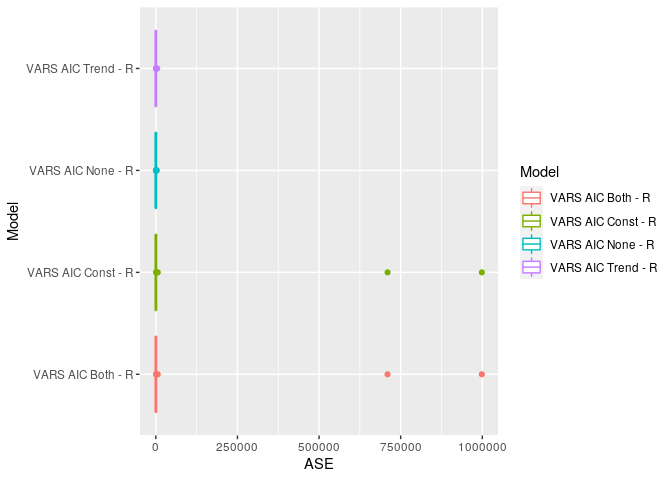 Model
VARS AIC Trend - R
VARS AIC None - R
VARS AIC Const - R
VARS AIC Both - R
0
250000
500000
750000
1000000
ASE
Model
VARS AIC Both - R
VARS AIC Const - R
VARS AIC None - R
VARS AIC Trend - R